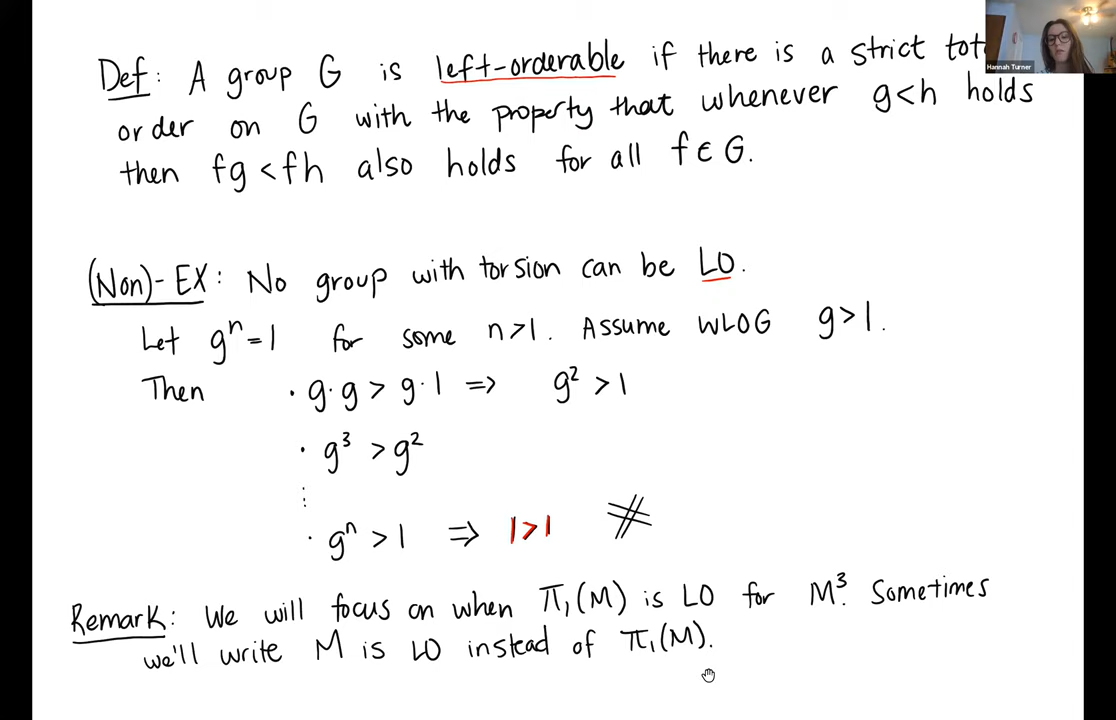 Def: A group G is left-orderable if there is a strict
order on G with the property that whenever g<h holds
then fg <fh also holds for all f ∈ G.
Hannah Turner
(Non)-EX: No group with torsion can be LO.
Let gⁿ=1 for some n>1. Assume WLOG g>1.
Then · g·g > g·1 => g² >1
· g³ >g²
⋮
· gⁿ >1 => 1>1 #
Remark: We will focus on when π₁(M) is LO for M³. Sometimes
we'll write M is LO instead of π₁(M).